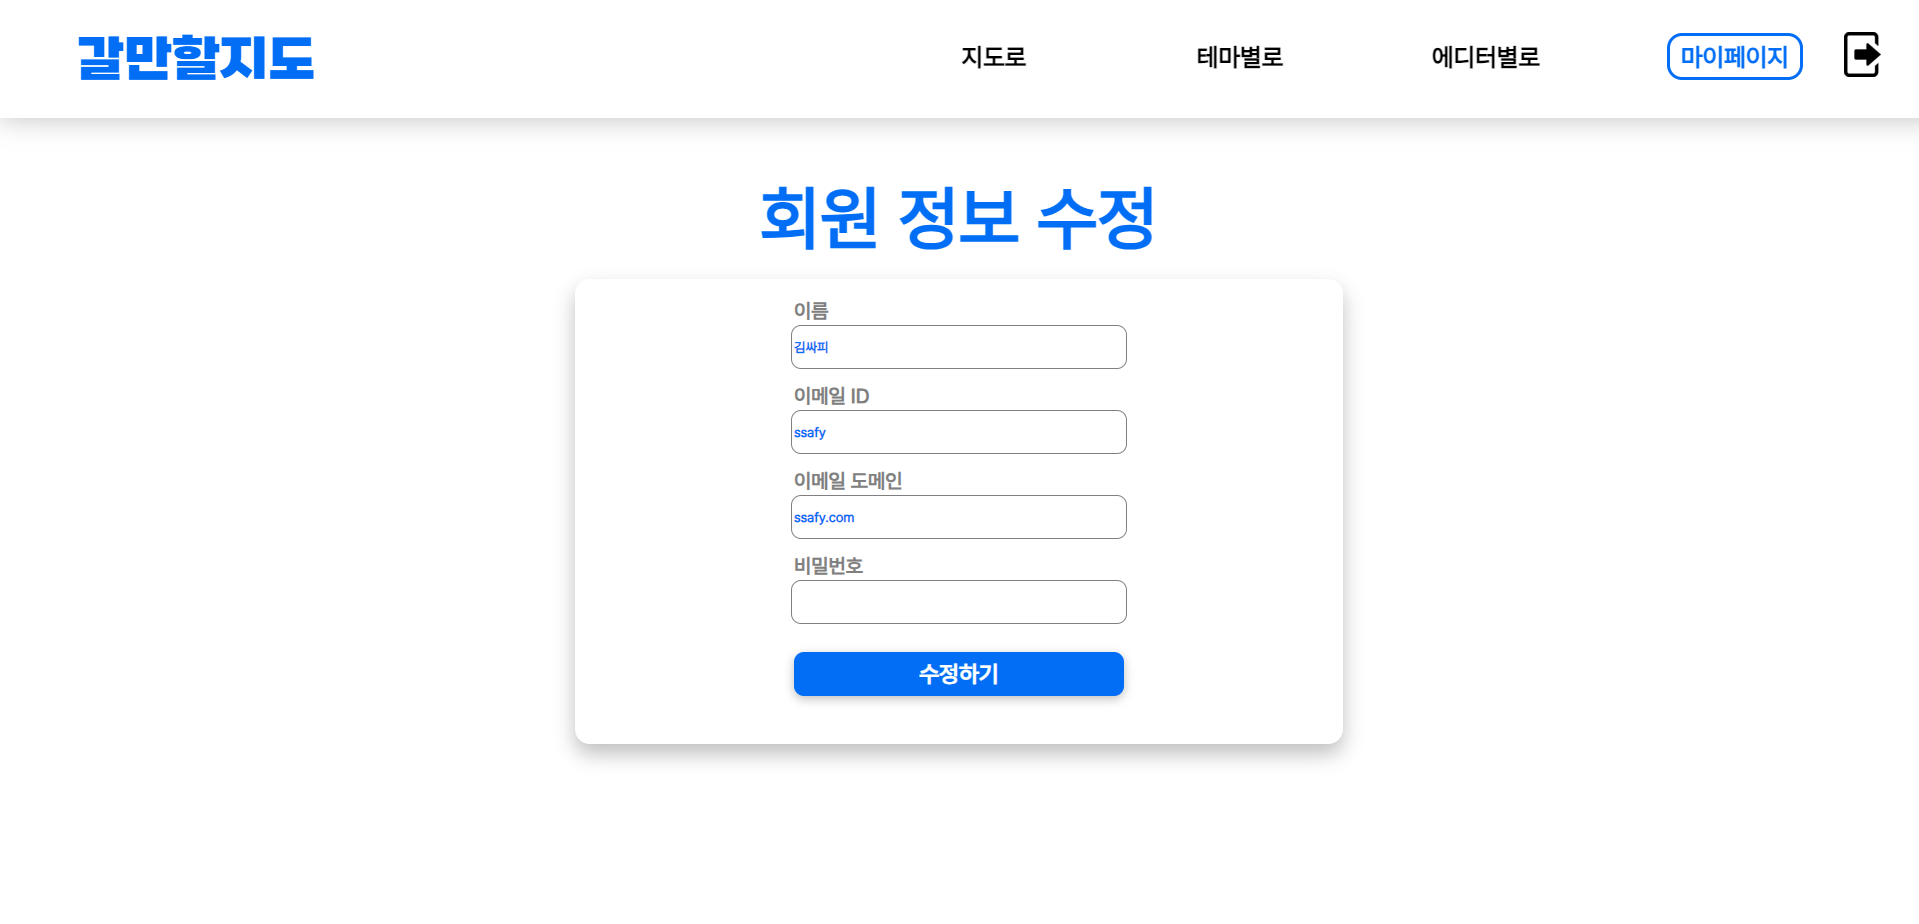 갈만할지도
지도로
테마별로
에디터별로
마이페이지
회원 정보 수정
이름
김싸피
이메일 ID
ssafy
이메일 도메인
ssafy.com
비밀번호
수정하기